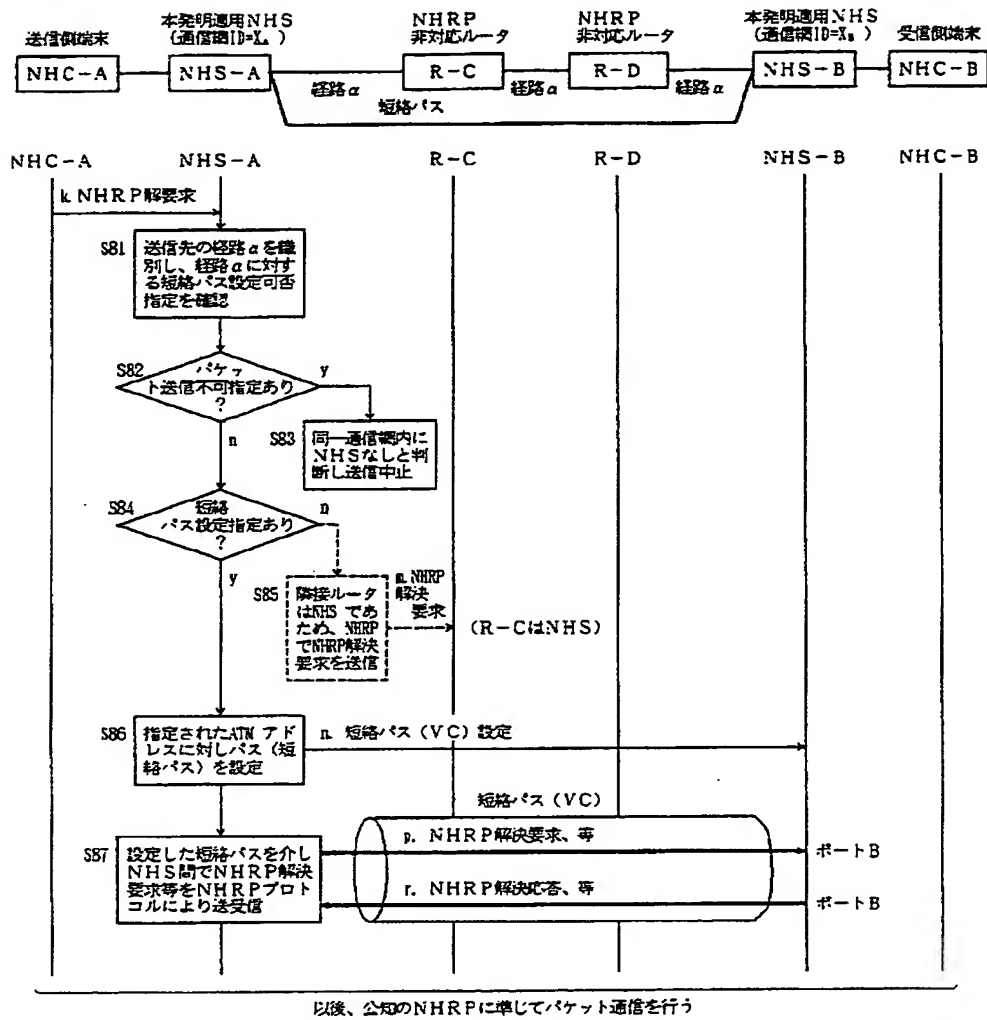 送信側端末
本発明適用NHS
(通信網ID=XA)
NHRP
非対応ルータ
NHRP
非対応ルータ
本発明適用NHS
(通信網ID=XB)
受信側端末
NHC-A
NHS-A
R-C
R-D
NHS-B
NHC-B
経路α
経路α
経路α
短絡パス
NHC-A
NHS-A
R-C
R-D
NHS-B
NHC-B
k. NHRP解要求
S81
送信先の経路αを識
別し、経路αに対す
る短絡パス設定可否
指定を確認
S82
パケッ
ト送信不可指定あり
?
y
n
S83
同一通信網内に
NHSなしと判
断し送信中止
S84
短絡
パス設定指定あり
?
n
y
S85
隣接ルータ
はNHSであ
ため、NHRP
でNHRP解決
要求を送信
m. NHRP
解決
要求
(R-CはNHS)
S86
指定されたATMアド
レスに対しパス(短
絡パス)を設定
n. 短絡パス(VC)設定
短絡パス(VC)
S87
設定した短絡パスを介し
NHS間でNHRP解決
要求等をNHRPプロト
コルにより送受信
p. NHRP解決要求、等
ポートB
r. NHRP解決応答、等
ポートB
以後、公知のNHRPに準じてパケット通信を行う